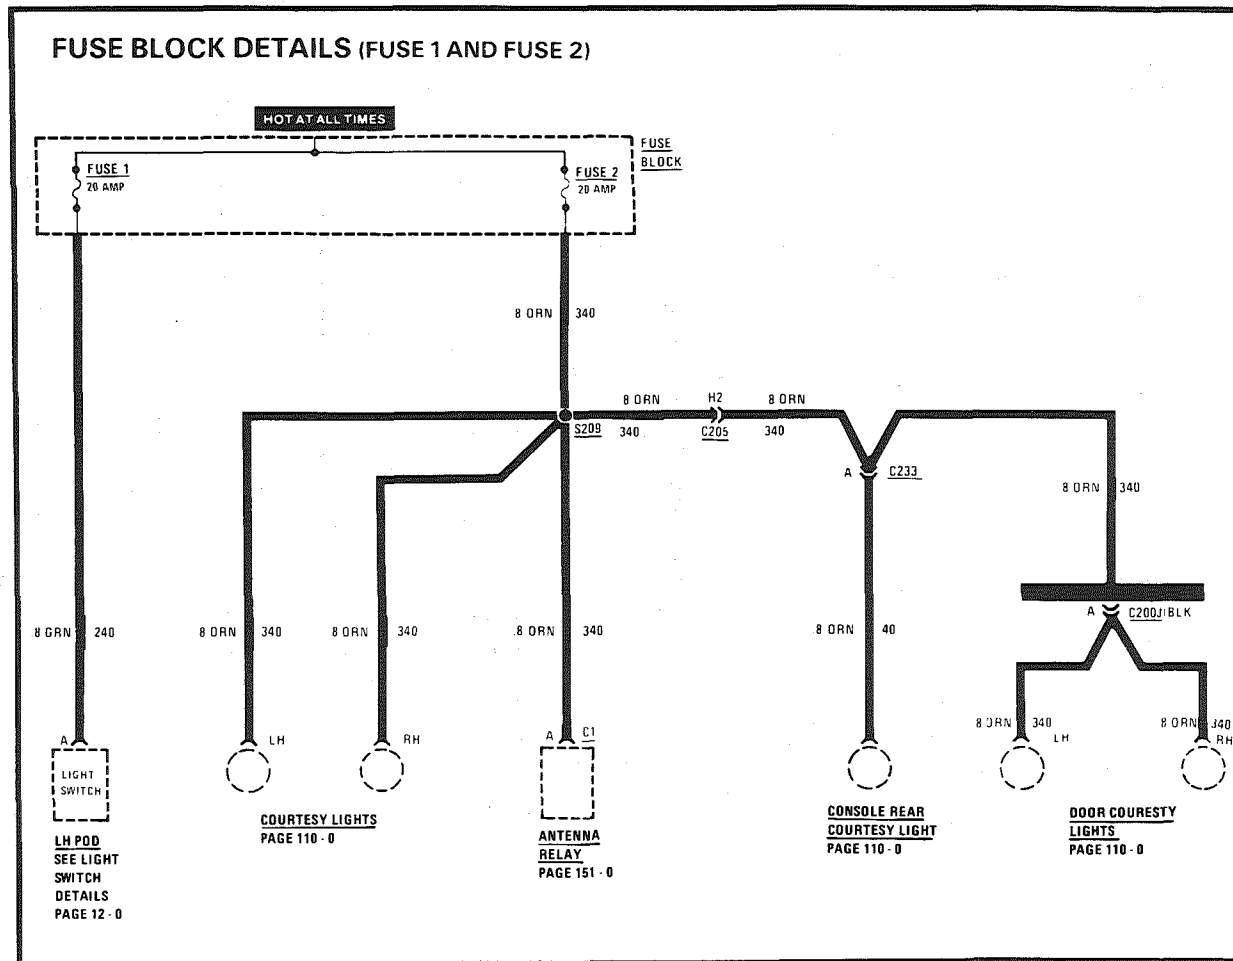 FUSE BLOCK DETAILS (FUSE 1 AND FUSE 2)
HOT AT ALL TIMES
FUSE
BLOCK
FUSE 1
20 AMP
FUSE 2
20 AMP
8 ORN 340
8 ORN H2 8 ORN
S209 340 C205 340
A C233
8 ORN 340
A C200J BLK
.8 GRN 240
8 ORN 340
8 ORN 340
.8 ORN 340
8 ORN 40
8 ORN 340
8 ORN 340
A
LH
RH
A C1
LH
RH
LIGHT
SWITCH
LH POD
SEE LIGHT
SWITCH
DETAILS
PAGE 12-0
COURTESY LIGHTS
PAGE 110-0
ANTENNA
RELAY
PAGE 151-0
CONSOLE REAR
COURTESY LIGHT
PAGE 110-0
DOOR COURESTY
LIGHTS
PAGE 110-0